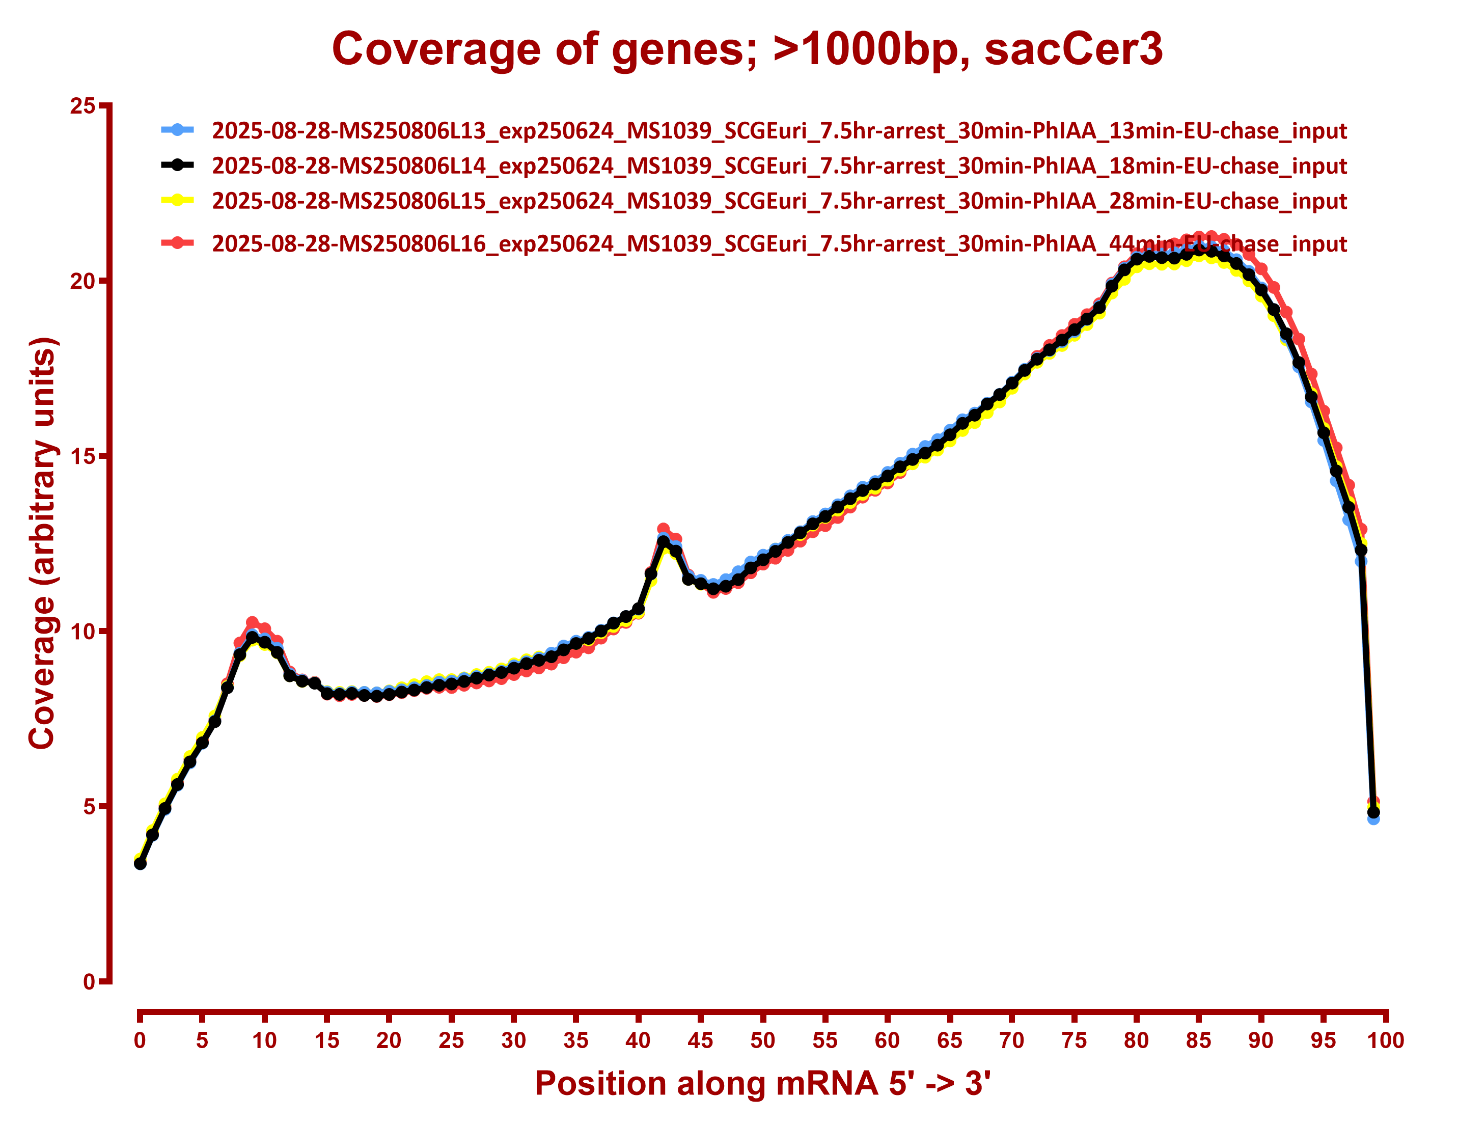 Coverage of genes; >1000bp, sacCer3
25
2025-08-28-MS250806L13_exp250624_MS1039_SCGEuri_7.5hr-arrest_30min-PhIAA_13min-EU-chase_input
2025-08-28-MS250806L14_exp250624_MS1039_SCGEuri_7.5hr-arrest_30min-PhIAA_18min-EU-chase_input
2025-08-28-MS250806L15_exp250624_MS1039_SCGEuri_7.5hr-arrest_30min-PhIAA_28min-EU-chase_input
2025-08-28-MS250806L16_exp250624_MS1039_SCGEuri_7.5hr-arrest_30min-PhIAA_44min-EU-chase_input
20
15
10
5
0
Coverage (arbitrary units)
0 5 10 15 20 25 30 35 40 45 50 55 60 65 70 75 80 85 90 95 100
Position along mRNA 5' -> 3'